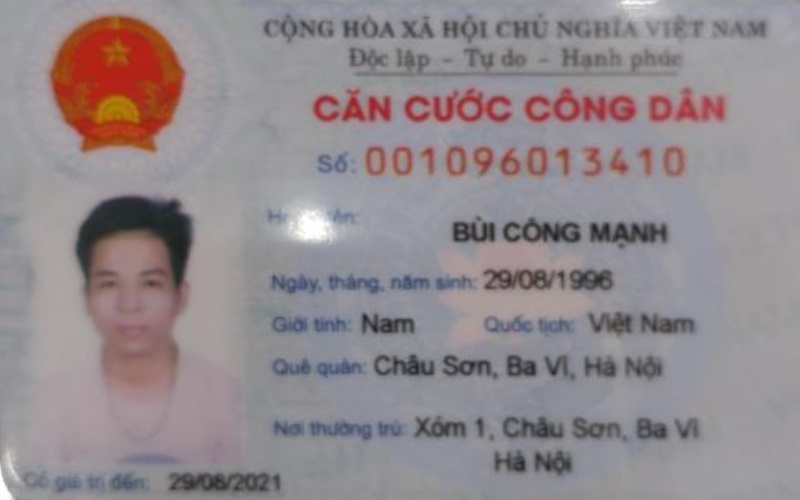 CỘNG HÒA XÃ HỘI CHỦ NGHĨA VIỆT NAM
Độc lập - Tự do - Hạnh phúc
CĂN CƯỚC CÔNG DÂN
Số: 001096013410
BÙI CÔNG MẠNH
Ngày, tháng, năm sinh: 29/08/1996
Giới tính: Nam Quốc tịch: Việt Nam
Quê quán: Châu Sơn, Ba Vì, Hà Nội
Nơi thường trú: Xóm 1, Châu Sơn, Ba Vì
Hà Nội
Có giá trị đến: 29/08/2021